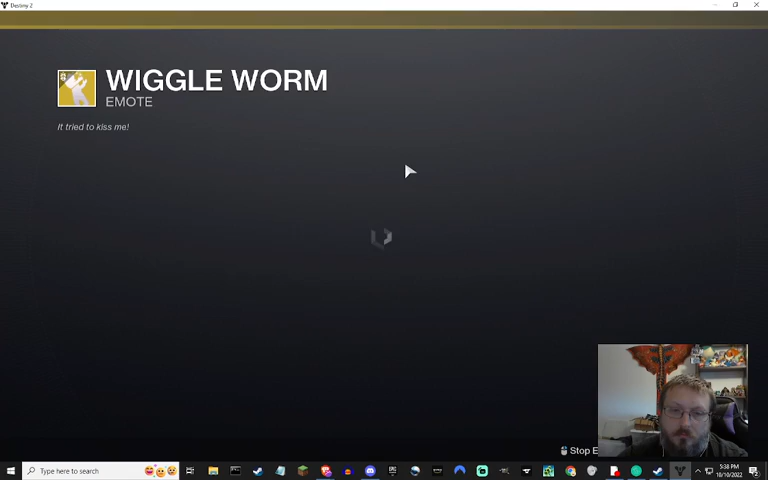 Destiny 2
WIGGLE WORM
EMOTE
It tried to kiss me!
Stop E
Type here to search
5:38 PM
18/10/2022